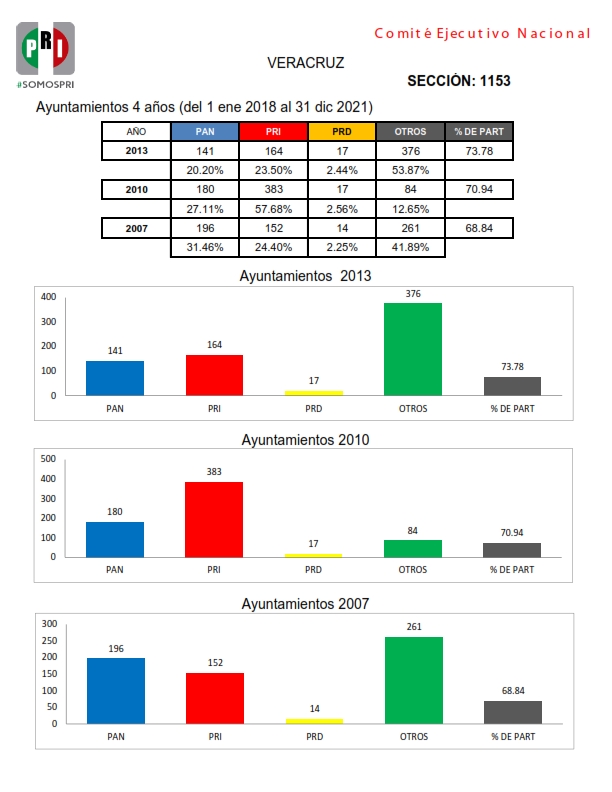 Comité Ejecutivo Nacional
PRI
#SOMOSPRI
VERACRUZ
SECCIÓN: 1153
Ayuntamientos 4 años (del 1 ene 2018 al 31 dic 2021)
AÑO PAN PRI PRD OTROS % DE PART
2013 141 164 17 376 73.78
20.20% 23.50% 2.44% 53.87%
2010 180 383 17 84 70.94
27.11% 57.68% 2.56% 12.65%
2007 196 152 14 261 68.84
31.46% 24.40% 2.25% 41.89%
Ayuntamientos 2013
400
300
200
100
0
141 164 17 376 73.78
PAN PRI PRD OTROS % DE PART
Ayuntamientos 2010
500
400
300
200
100
0
180 383 17 84 70.94
PAN PRI PRD OTROS % DE PART
Ayuntamientos 2007
300
250
200
150
100
50
0
196 152 14 261 68.84
PAN PRI PRD OTROS % DE PART